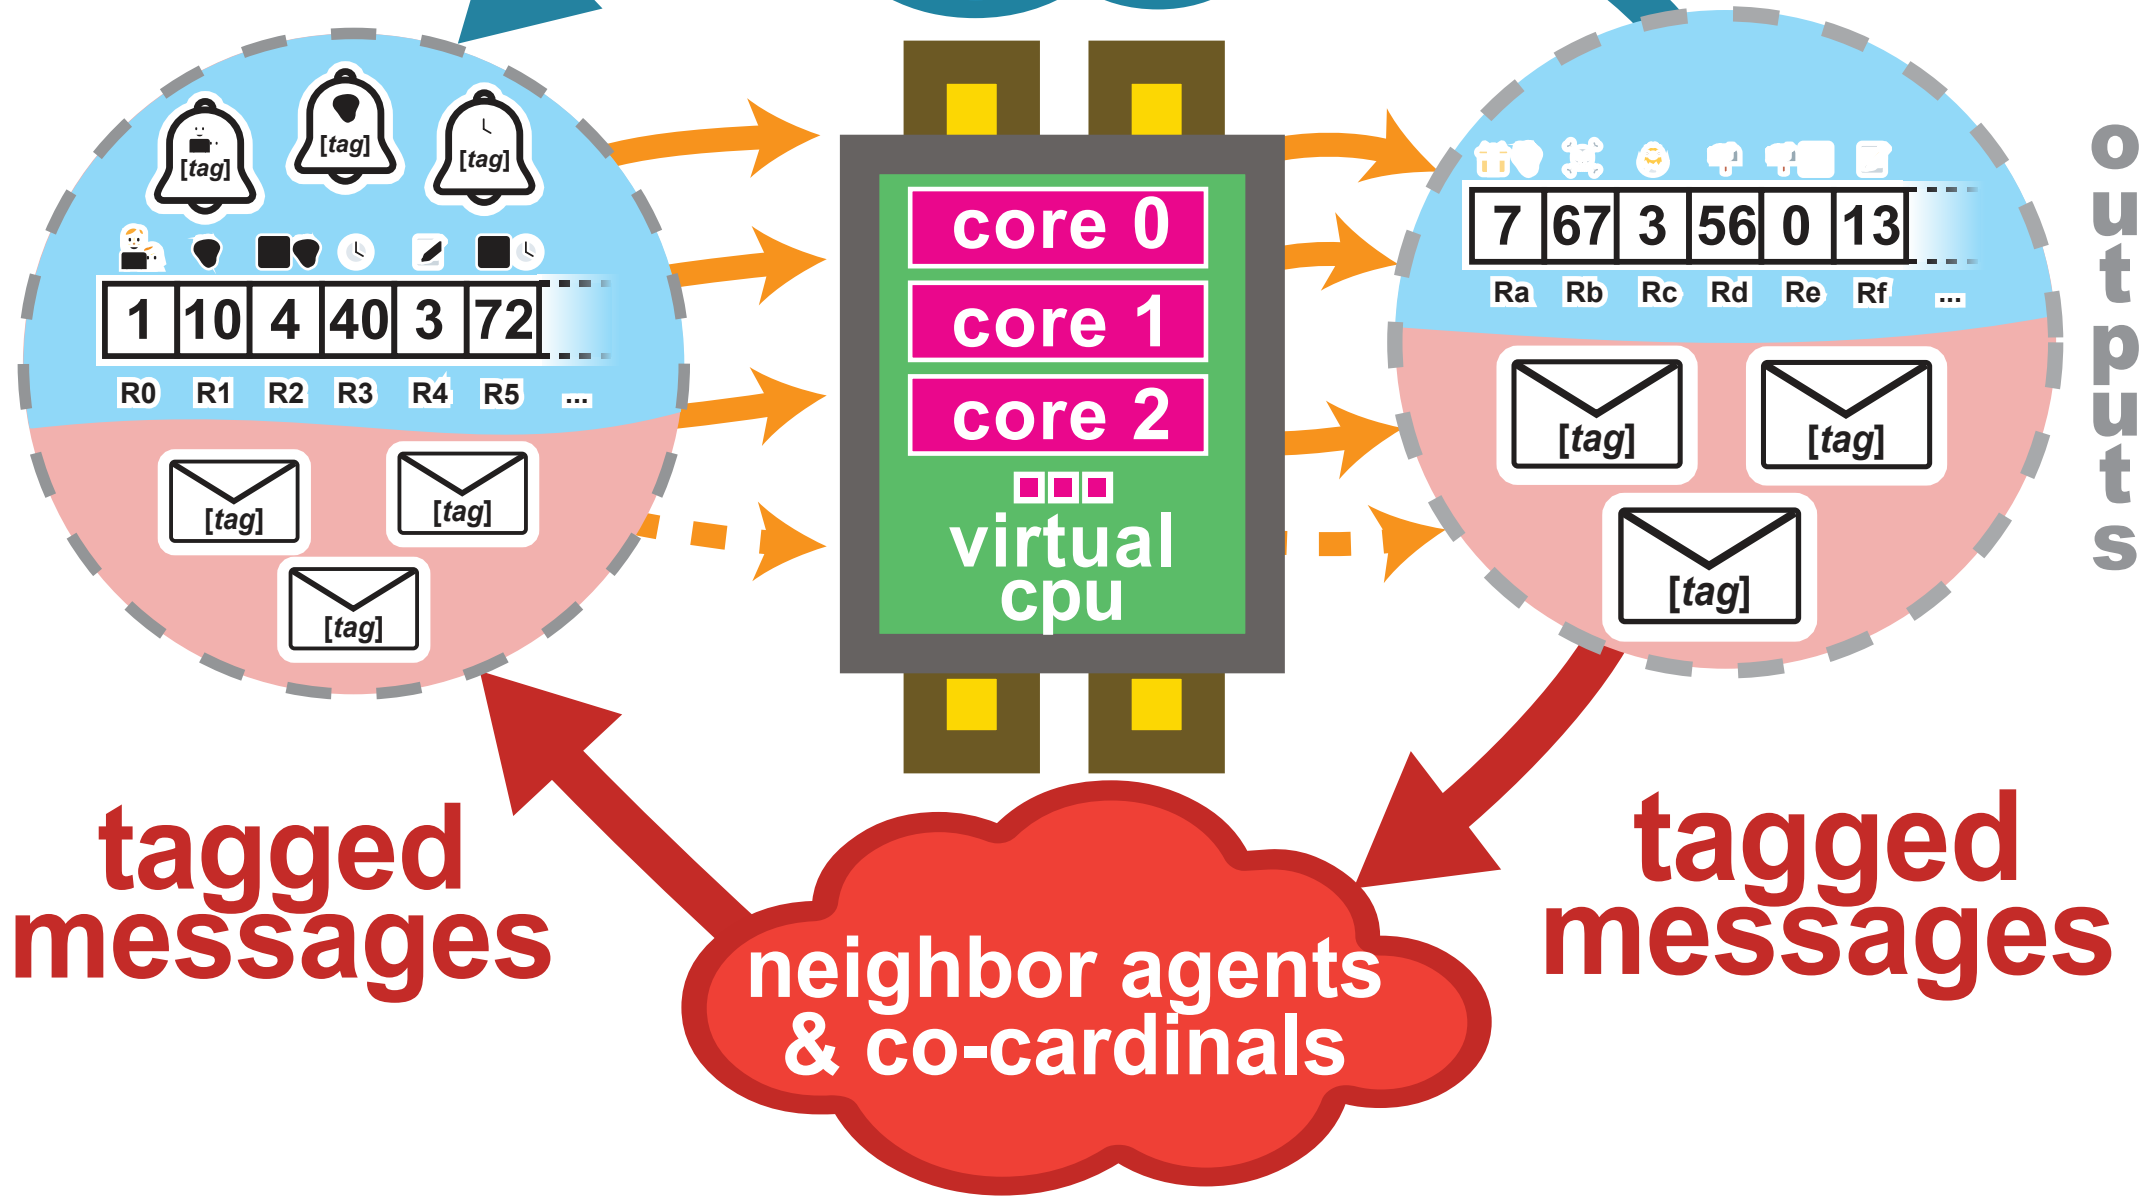 [tag]
[tag]
[tag]
1 10 4 40 3 72
R0 R1 R2 R3 R4 R5 ...
[tag]
[tag]
[tag]
core 0
core 1
core 2
virtual
cpu
7 67 3 56 0 13
Ra Rb Rc Rd Re Rf ...
[tag]
[tag]
[tag]
outputs
tagged
messages
neighbor agents
& co-cardinals
tagged
messages